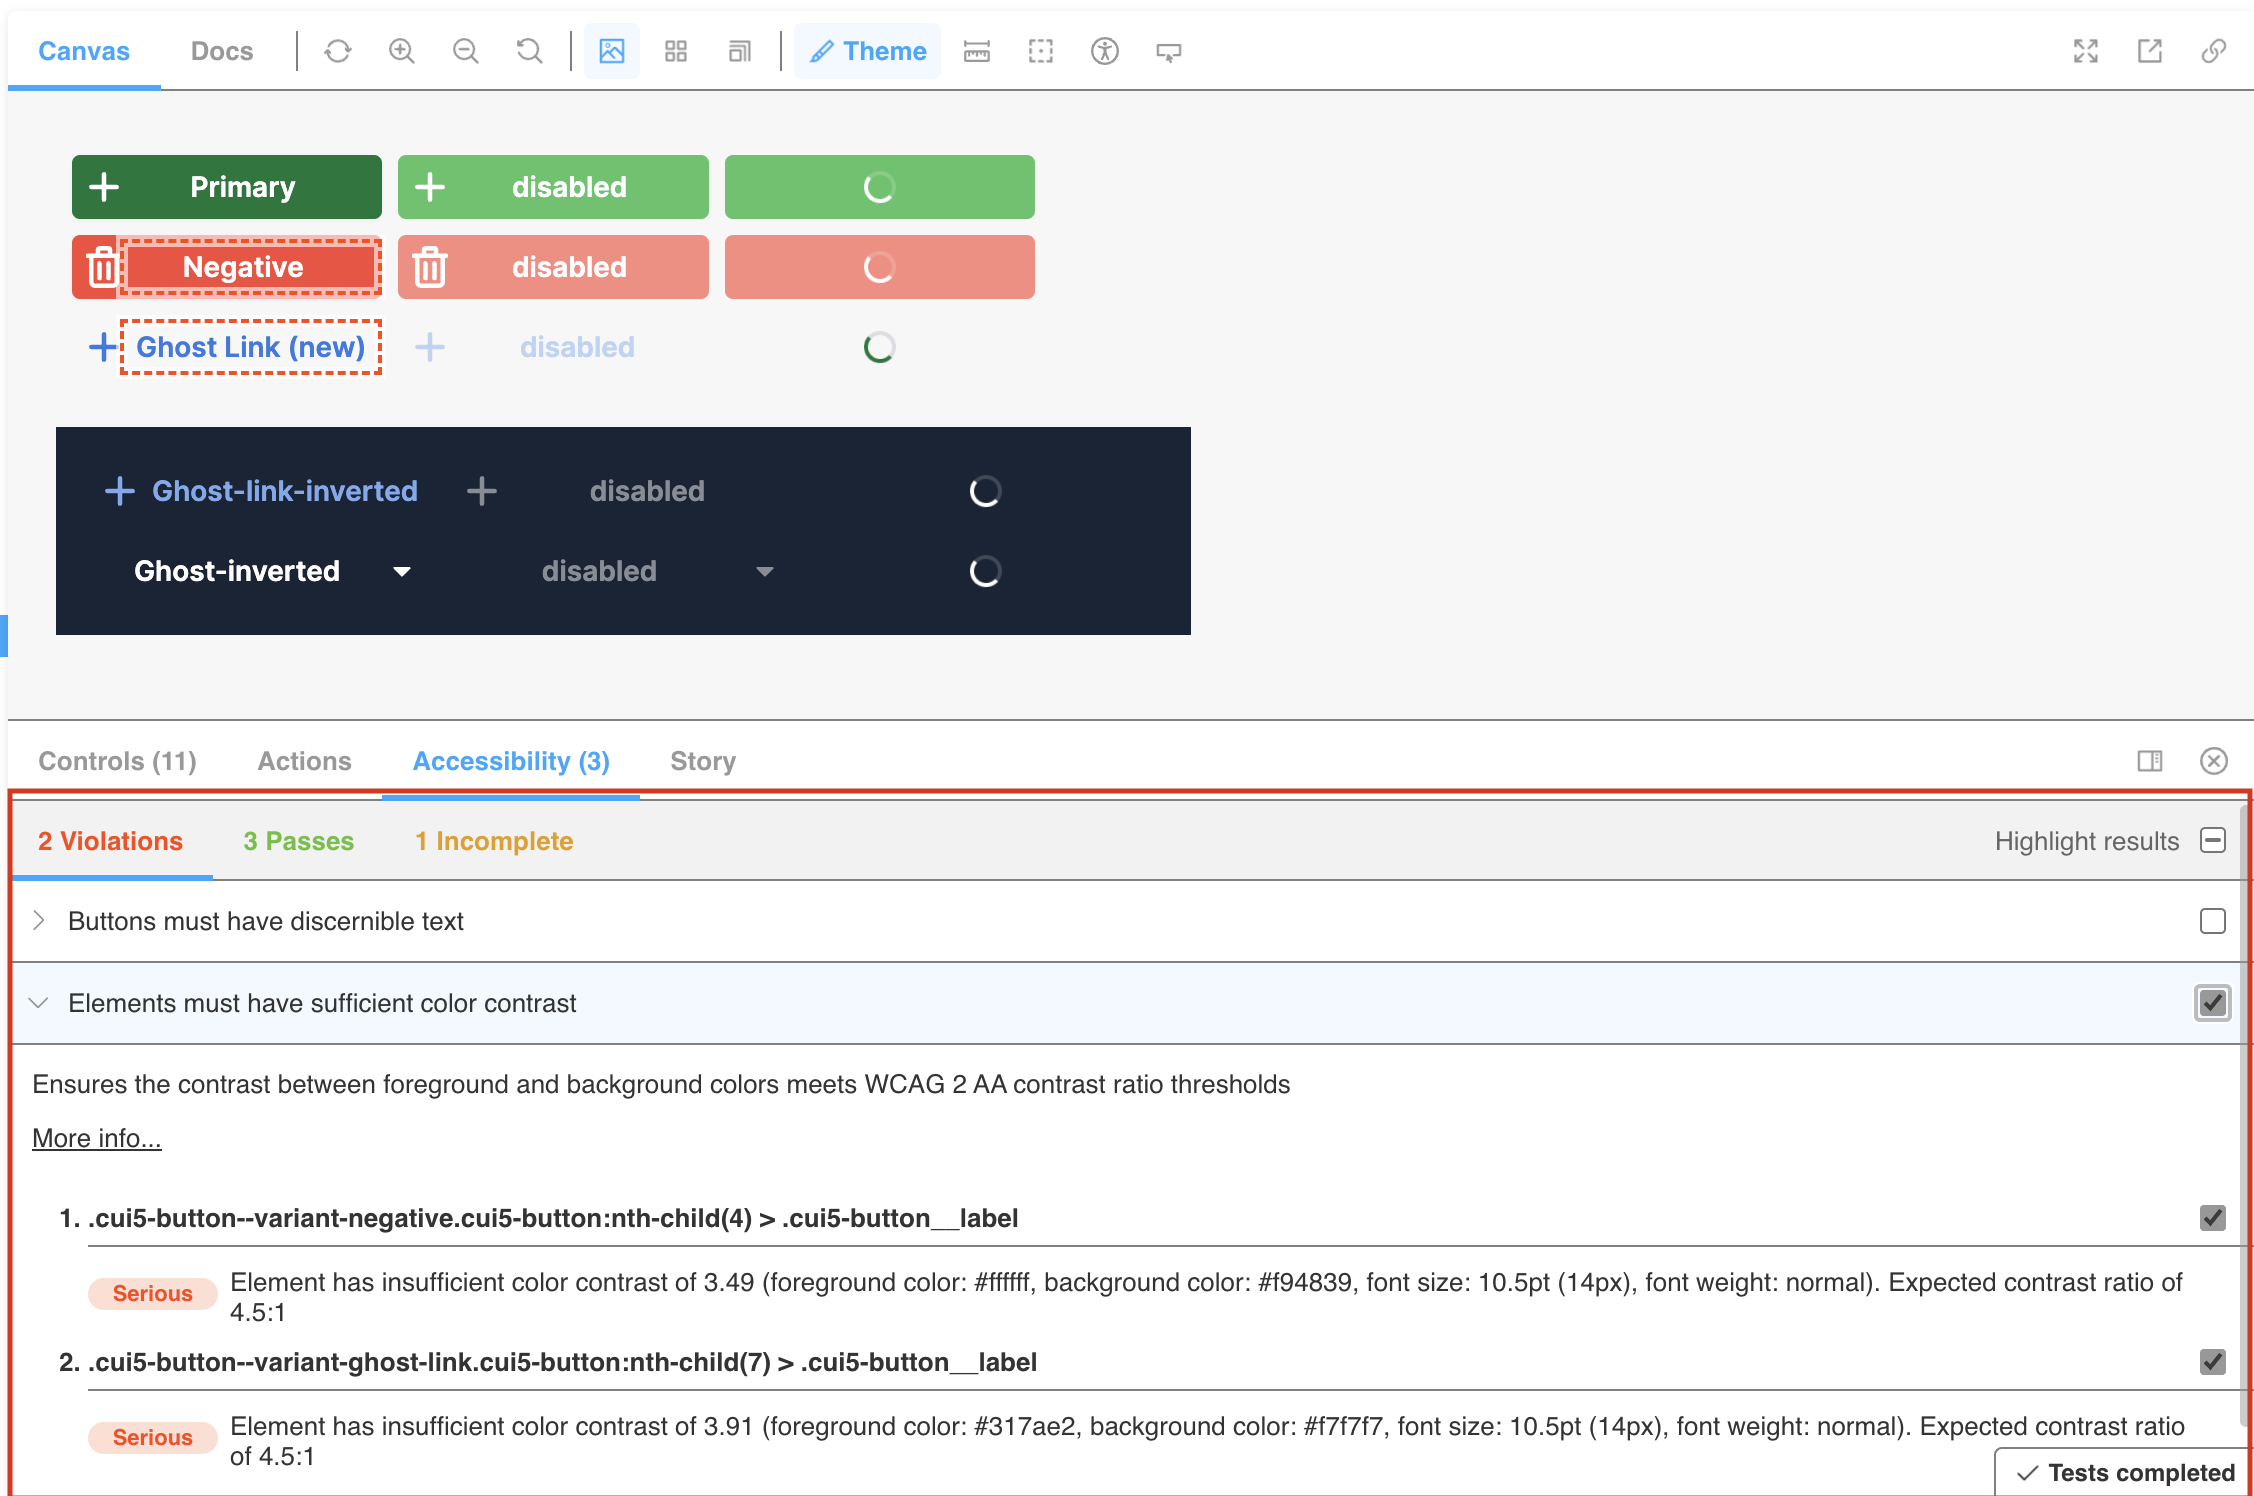 Canvas Docs Theme
Primary disabled
Negative disabled
Ghost Link (new) disabled
Ghost-link-inverted disabled
Ghost-inverted disabled
Controls (11) Actions Accessibility (3) Story
2 Violations 3 Passes 1 Incomplete Highlight results
Buttons must have discernible text
Elements must have sufficient color contrast
Ensures the contrast between foreground and background colors meets WCAG 2 AA contrast ratio thresholds
More info...
1. .cui5-button--variant-negative.cui5-button:nth-child(4) > .cui5-button__label
Serious Element has insufficient color contrast of 3.49 (foreground color: #ffffff, background color: #f94839, font size: 10.5pt (14px), font weight: normal). Expected contrast ratio of
4.5:1
2. .cui5-button--variant-ghost-link.cui5-button:nth-child(7) > .cui5-button__label
Serious Element has insufficient color contrast of 3.91 (foreground color: #317ae2, background color: #f7f7f7, font size: 10.5pt (14px), font weight: normal). Expected contrast ratio
of 4.5:1
Tests completed